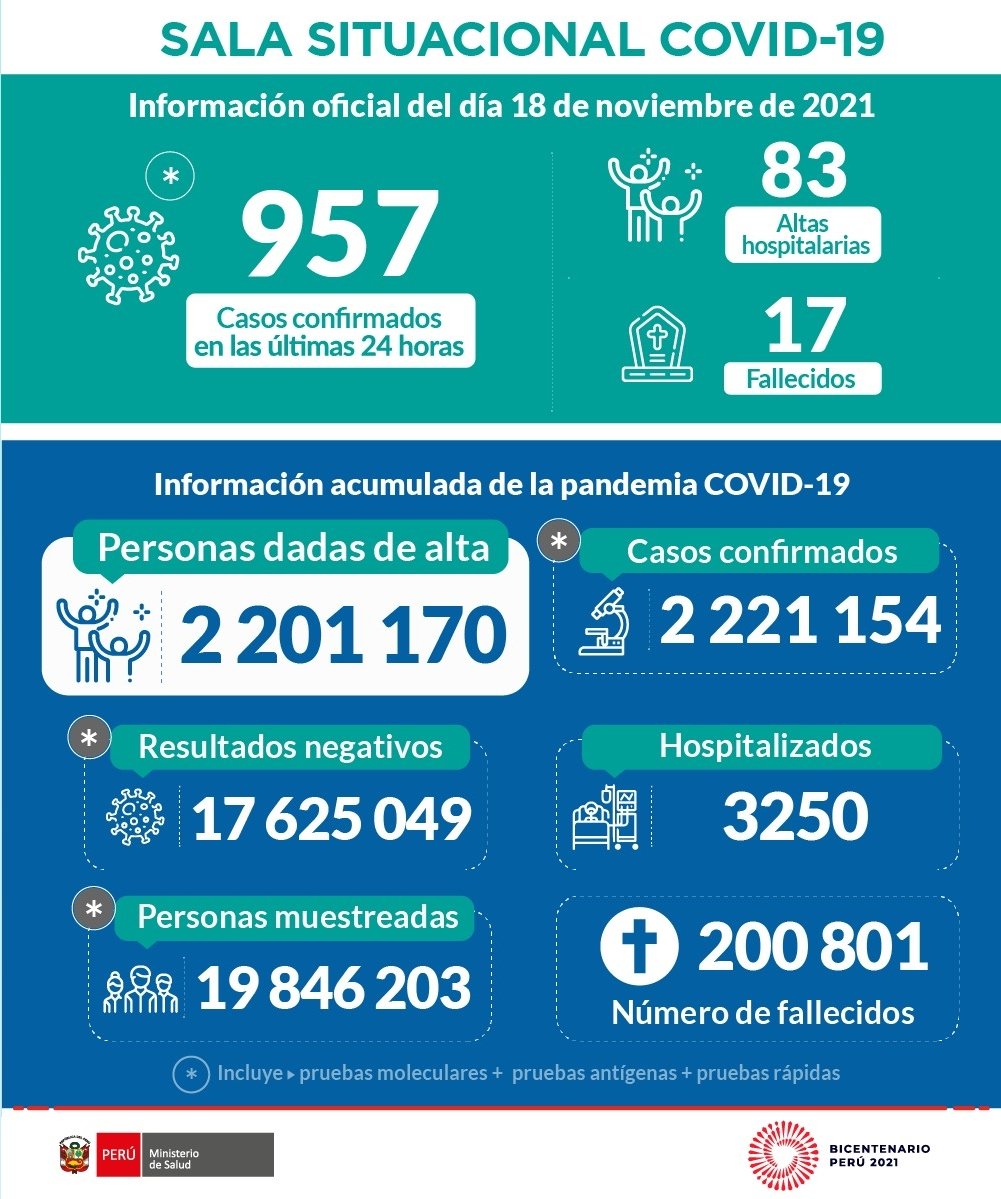 SALA SITUACIONAL COVID-19
Información oficial del día 18 de noviembre de 2021
*
957
Casos confirmados
en las últimas 24 horas
83
Altas
hospitalarias
17
Fallecidos
Información acumulada de la pandemia COVID-19
Personas dadas de alta
2 201 170
*
Casos confirmados
2 221 154
*
Resultados negativos
17 625 049
Hospitalizados
3250
*
Personas muestreadas
19 846 203
200 801
Número de fallecidos
* Incluye ▸ pruebas moleculares + pruebas antígenas + pruebas rápidas
PERÚ
Ministerio
de Salud
BICENTENARIO
PERÚ 2021